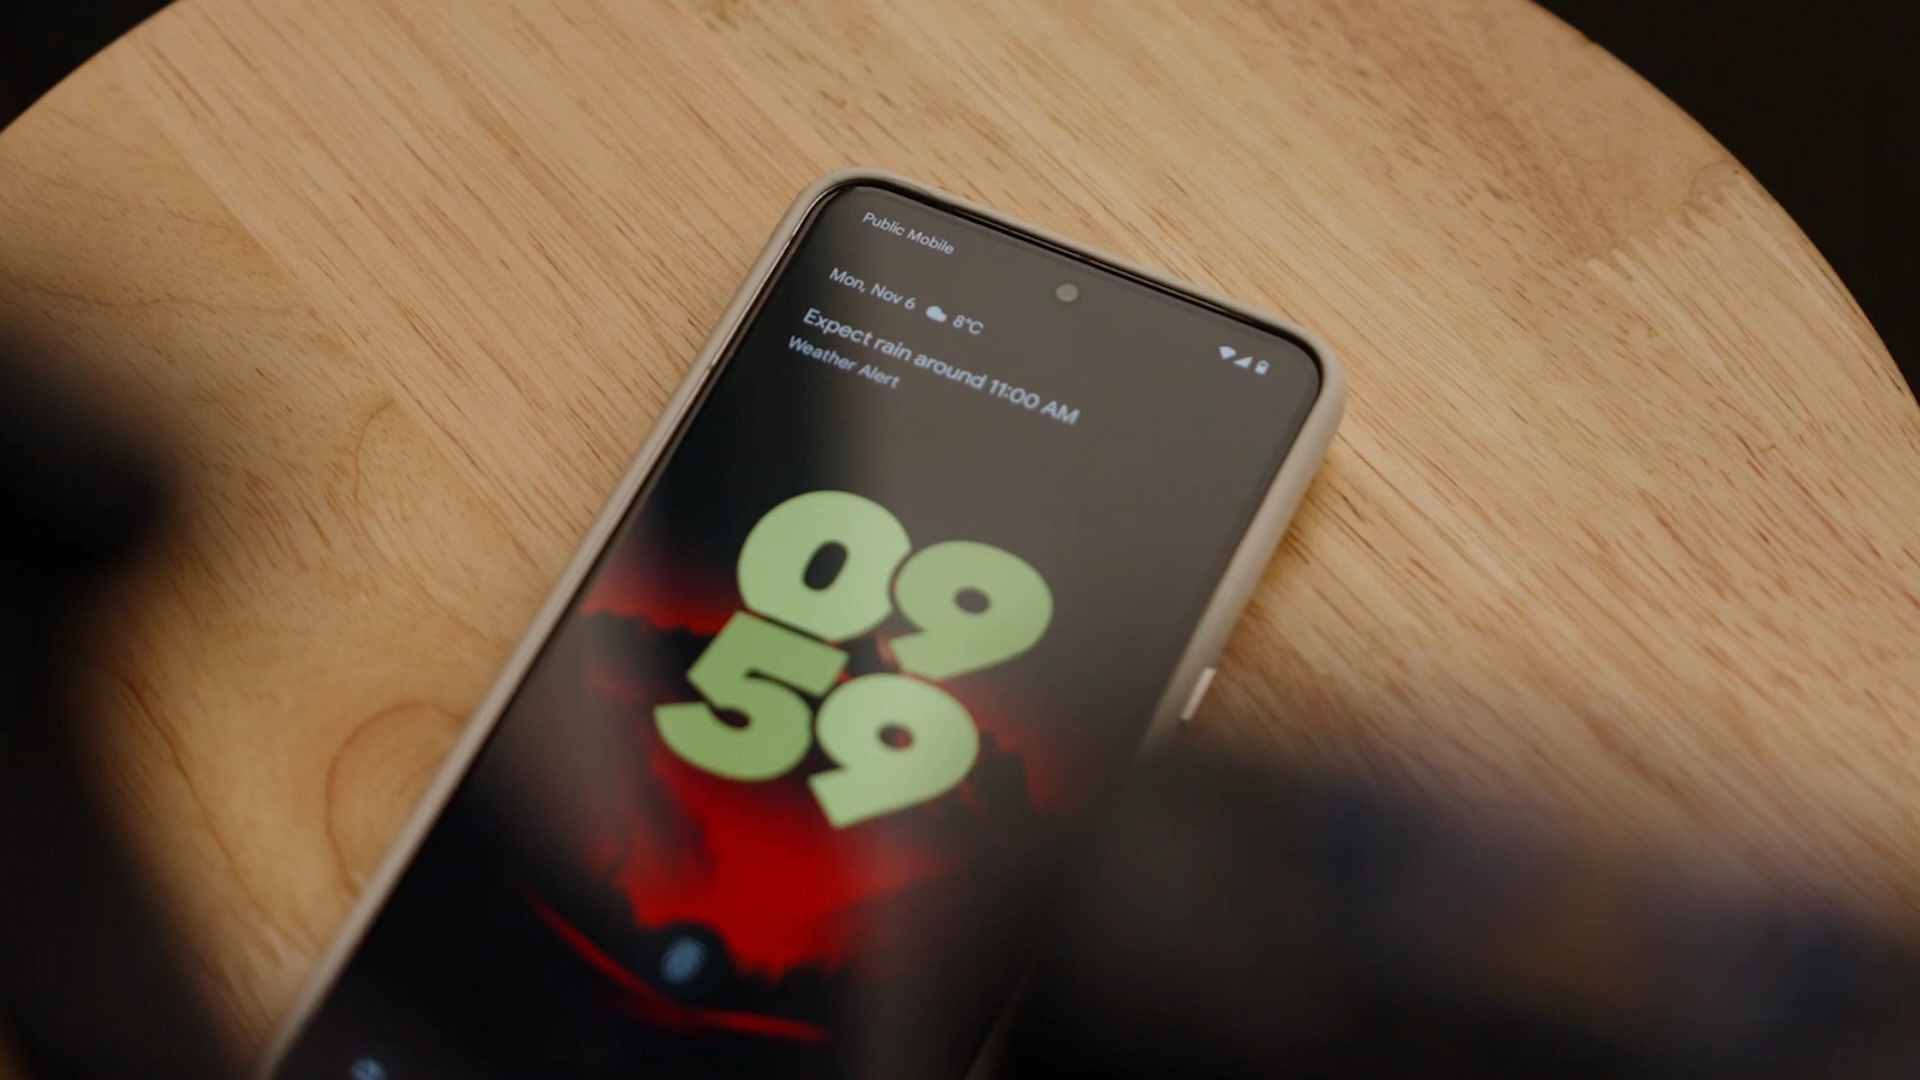 Public Mobile
Mon, Nov 6 8°C
Expect rain around 11:00 AM
Weather Alert
09
59